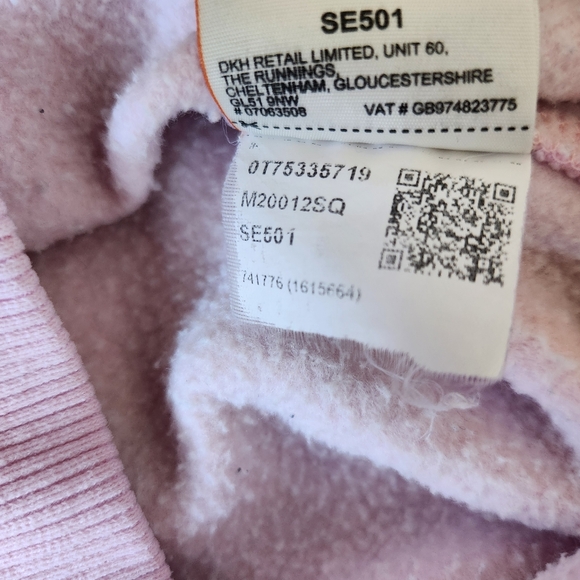 SE501
DKH RETAIL LIMITED, UNIT 60,
THE RUNNINGS,
CHELTENHAM, GLOUCESTERSHIRE
GL51 9NW
# 07063508 VAT # GB974823775
0T75335719
M20012SQ
SE501
741776 (1615664)